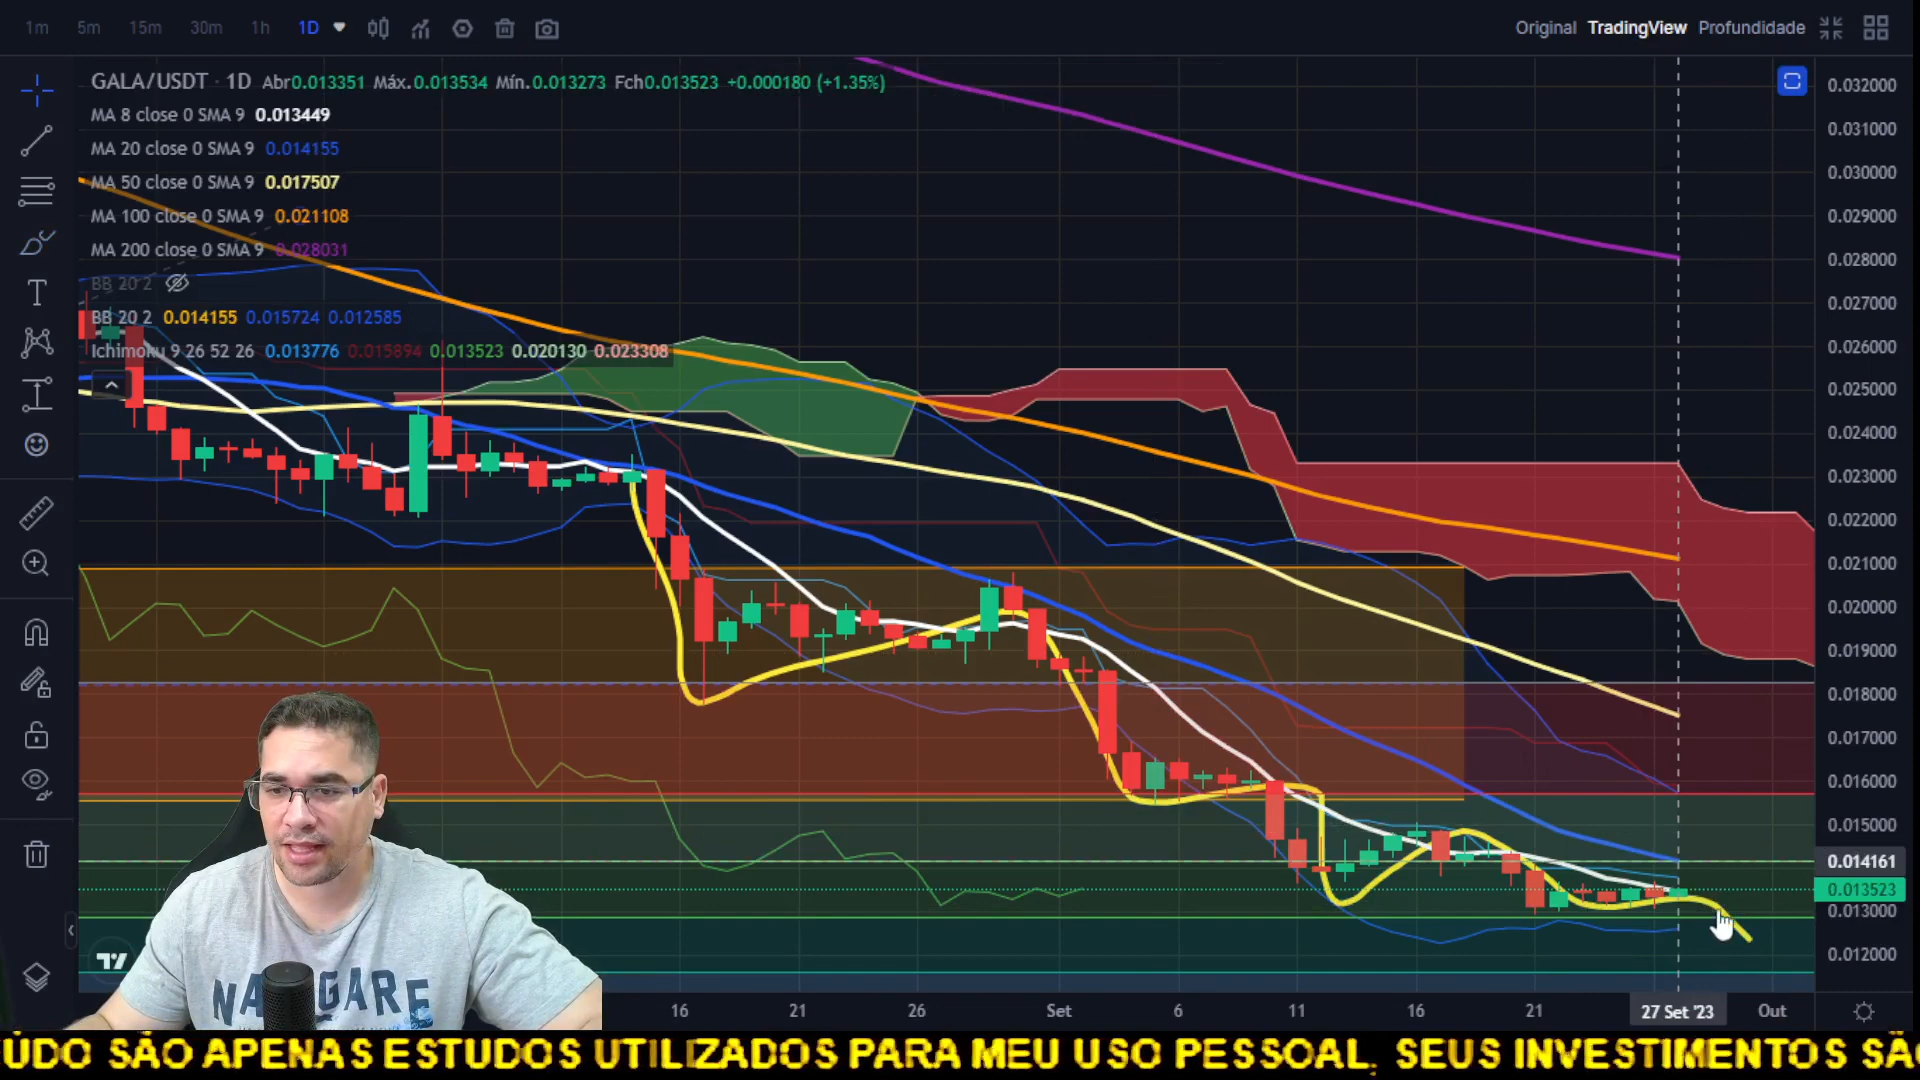 1m 5m 15m 30m 1h 1D
Original TradingView Profundidade
GALA/USDT · 1D Abr0.013351 Máx.0.013534 Mín.0.013273 Fch0.013523 +0.000180 (+1.35%)
MA 8 close 0 SMA 9 0.013449
MA 20 close 0 SMA 9 0.014155
MA 50 close 0 SMA 9 0.017507
MA 100 close 0 SMA 9 0.021108
MA 200 close 0 SMA 9 0.028031
BB 20 2
BB 20 2 0.014155 0.015724 0.012585
Ichimoku 9 26 52 26 0.013776 0.015894 0.013523 0.020130 0.023308
0.032000
0.031000
0.030000
0.029000
0.028000
0.027000
0.026000
0.025000
0.024000
0.023000
0.022000
0.021000
0.020000
0.019000
0.018000
0.017000
0.016000
0.015000
0.014161
0.013523
0.013000
0.012000
16 21 26 Set 6 11 16 21 27 Set '23 Out
ÚDO SÃO APENAS ESTUDOS UTILIZADOS PARA MEU USO PESSOAL, SEUS INVESTIMENTOS SÃ